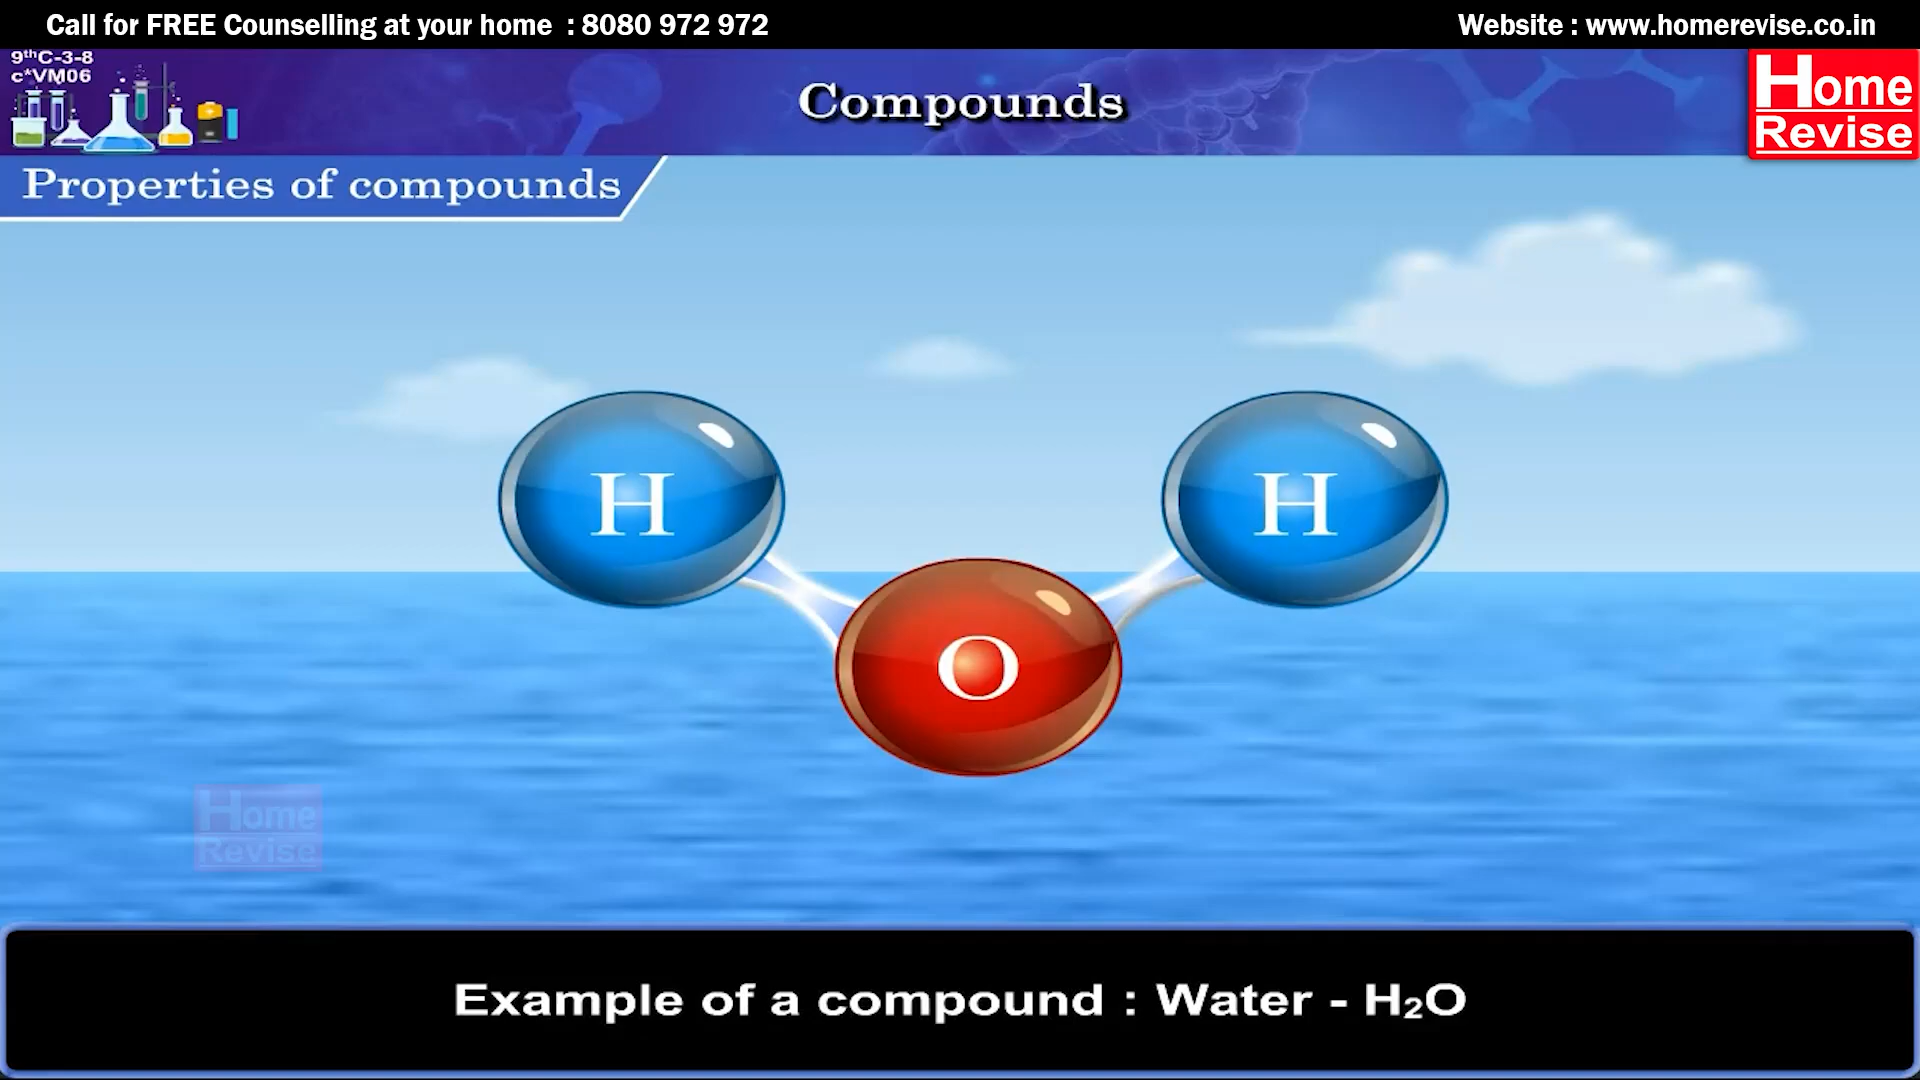 Call for FREE Counselling at your home : 8080 972 972
Website : www.homerevise.co.in
9thC-3-8
c*VM06
Compounds
Home
Revise
Properties of compounds
H
H
O
Home
Revise
Example of a compound : Water - H₂O